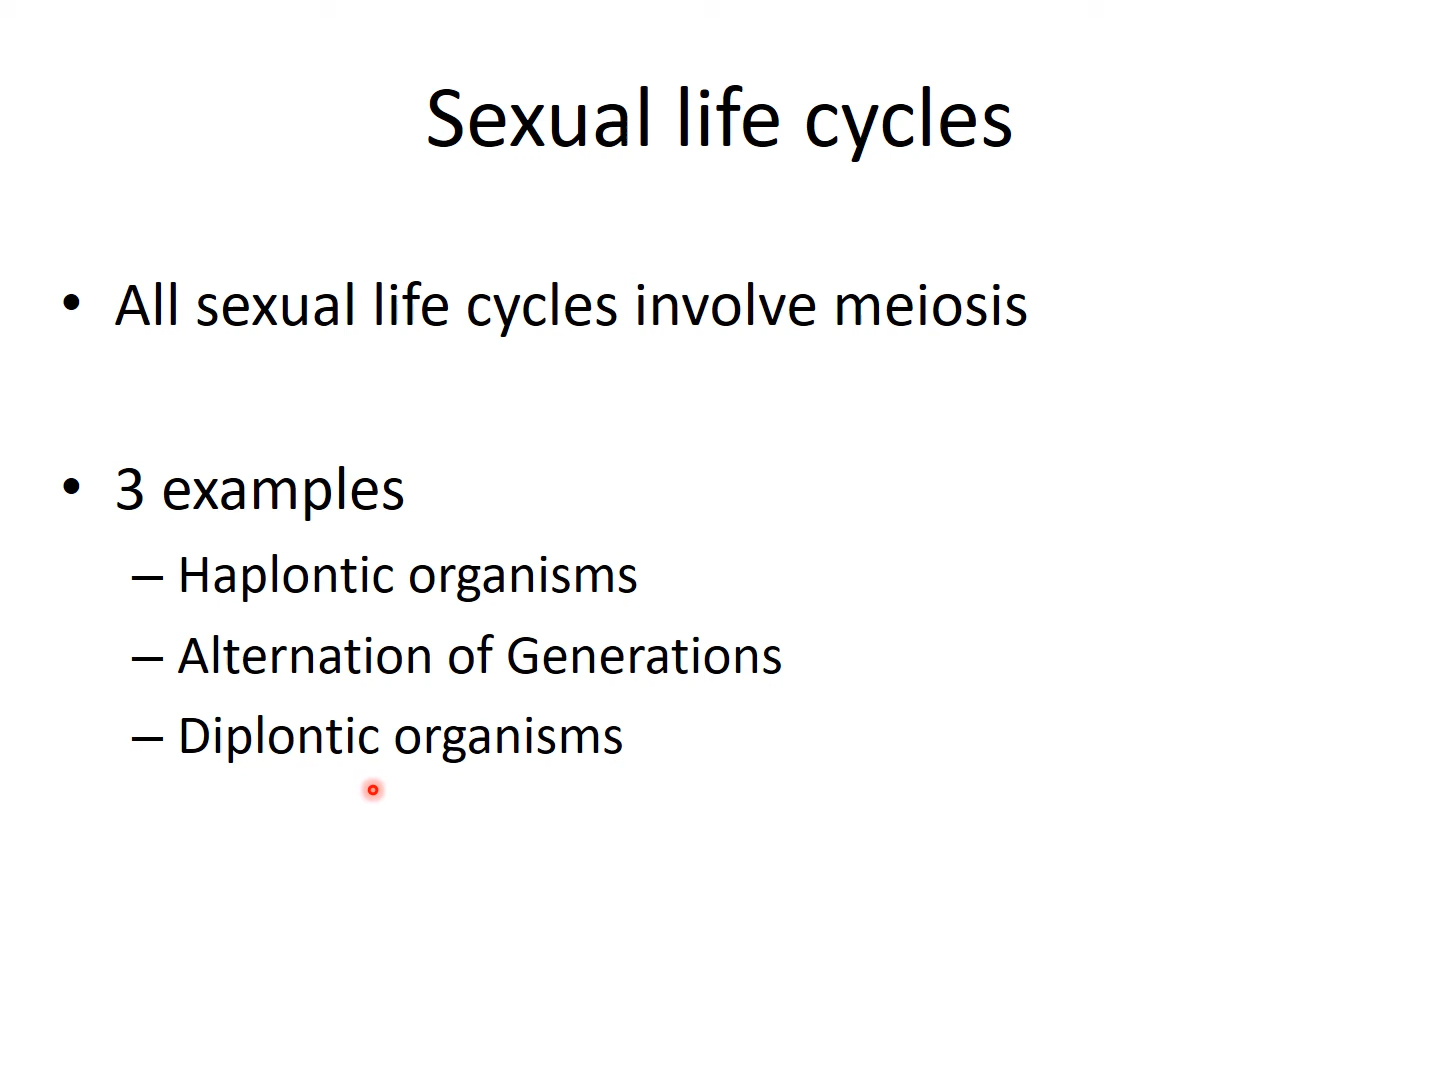 Sexual life cycles
• All sexual life cycles involve meiosis
• 3 examples
– Haplontic organisms
– Alternation of Generations
– Diplontic organisms